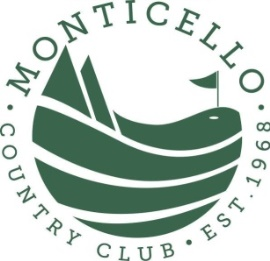 MONTICELLO
• COUNTRY CLUB • EST. 1968 •